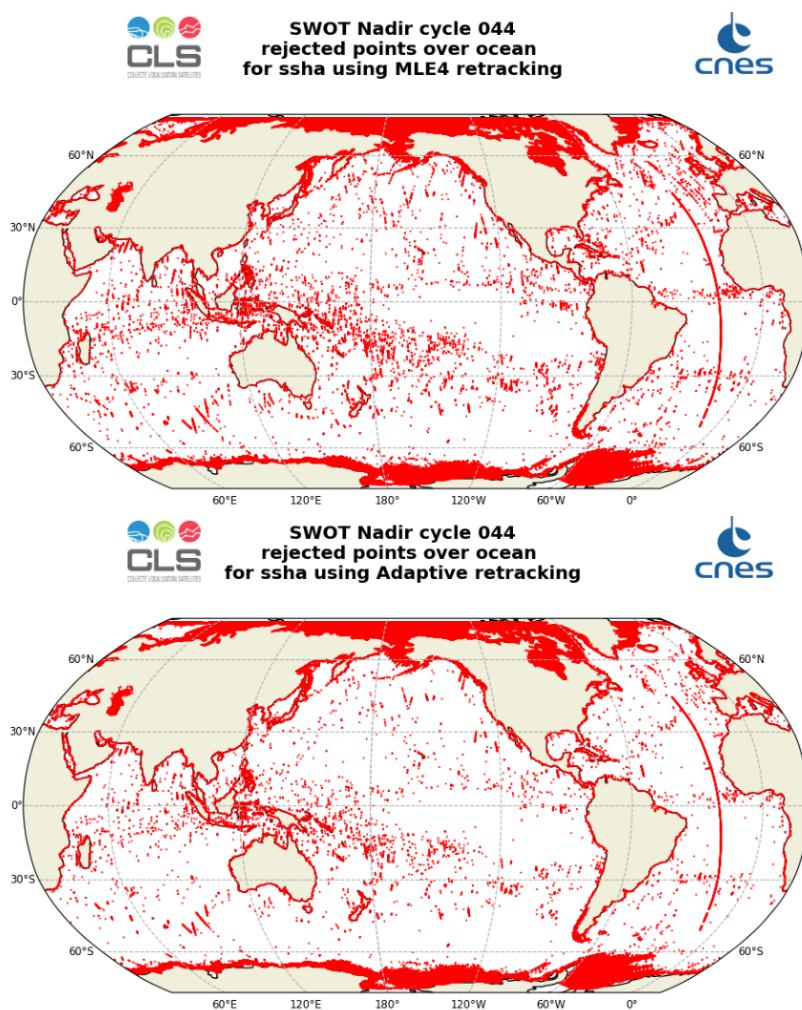 SWOT Nadir cycle 044
rejected points over ocean
for ssha using MLE4 retracking
CLS
COLLECTE LOCALISATION SATELLITES
cnes
60°N 60°N
30°N 30°N
0° 0°
30°S 30°S
60°S 60°S
60°E 120°E 180° 120°W 60°W 0°
SWOT Nadir cycle 044
rejected points over ocean
for ssha using Adaptive retracking
CLS
COLLECTE LOCALISATION SATELLITES
cnes
60°N 60°N
30°N 30°N
0° 0°
30°S 30°S
60°S 60°S
60°E 120°E 180° 120°W 60°W 0°